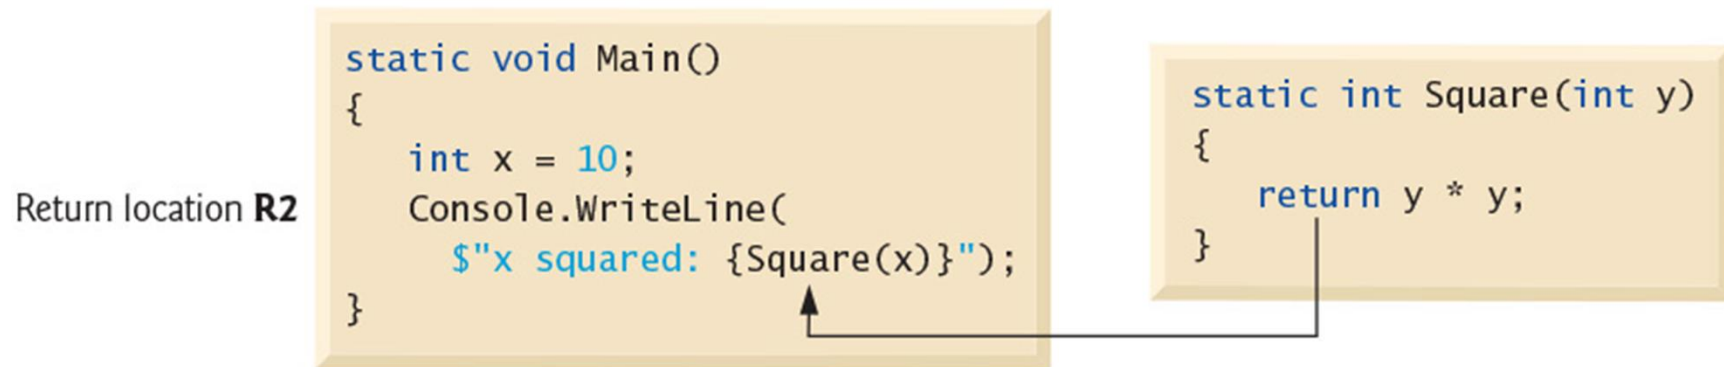 static void Main()
{
int x = 10;
Return location R2
Console.WriteLine(
$"x squared: {Square(x)}");
}
static int Square(int y)
{
return y * y;
}